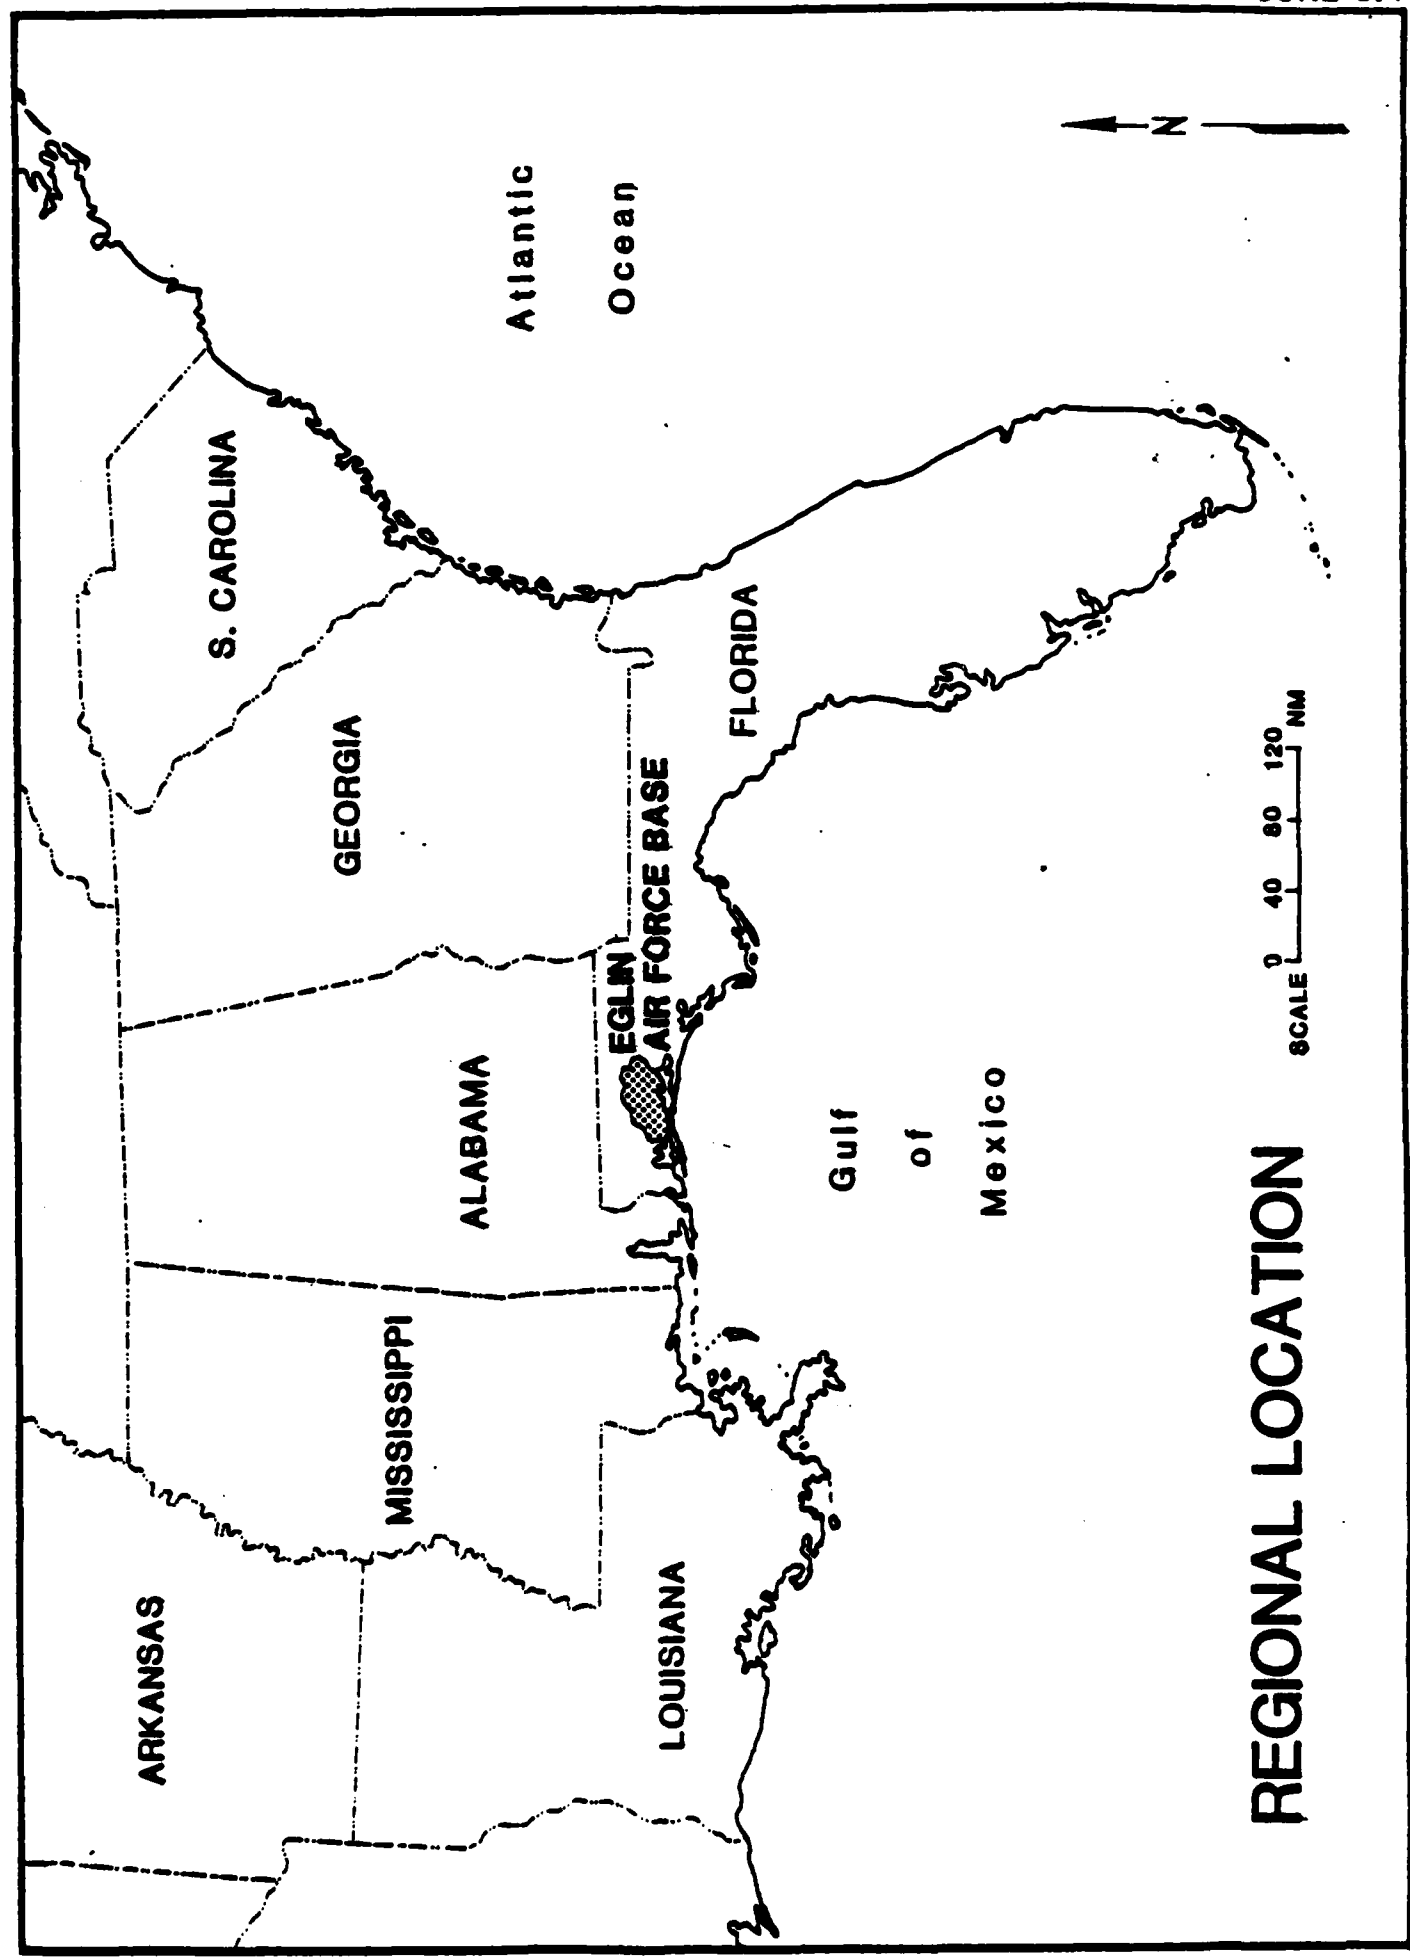 ARKANSAS
MISSISSIPPI
ALABAMA
GEORGIA
S. CAROLINA
LOUISIANA
EGLIN
AIR FORCE BASE
FLORIDA
Atlantic
Ocean
Gulf
of
Mexico
N
REGIONAL LOCATION
SCALE
0 40 80 120
NM